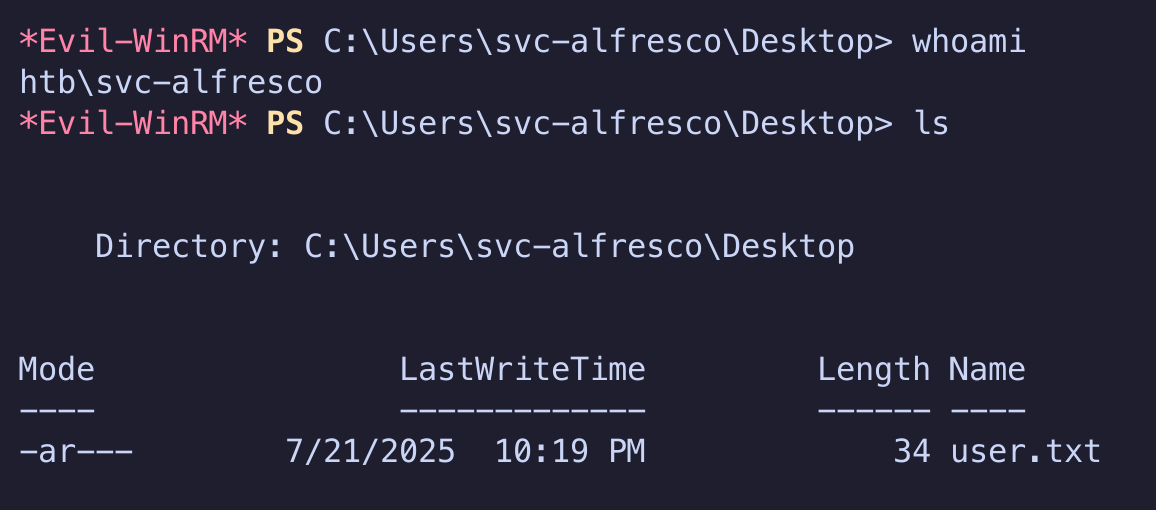 *Evil-WinRM* PS C:\Users\svc-alfresco\Desktop> whoami
htb\svc-alfresco
*Evil-WinRM* PS C:\Users\svc-alfresco\Desktop> ls
    Directory: C:\Users\svc-alfresco\Desktop
Mode                LastWriteTime         Length Name
----                -------------         ------ ----
-ar---        7/21/2025  10:19 PM             34 user.txt